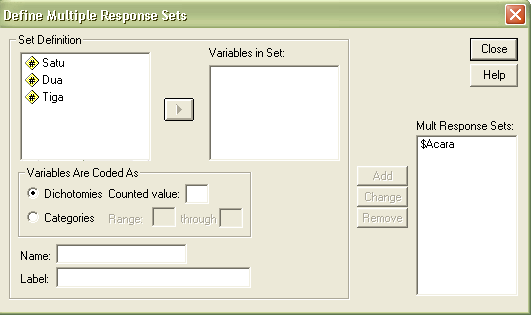 Define Multiple Response Sets
Set Definition
Satu
Dua
Tiga
Variables in Set:
Close
Help
Mult Response Sets:
$Acara
Variables Are Coded As
Dichotomies Counted value:
Categories Range: through
Add
Change
Remove
Name:
Label: